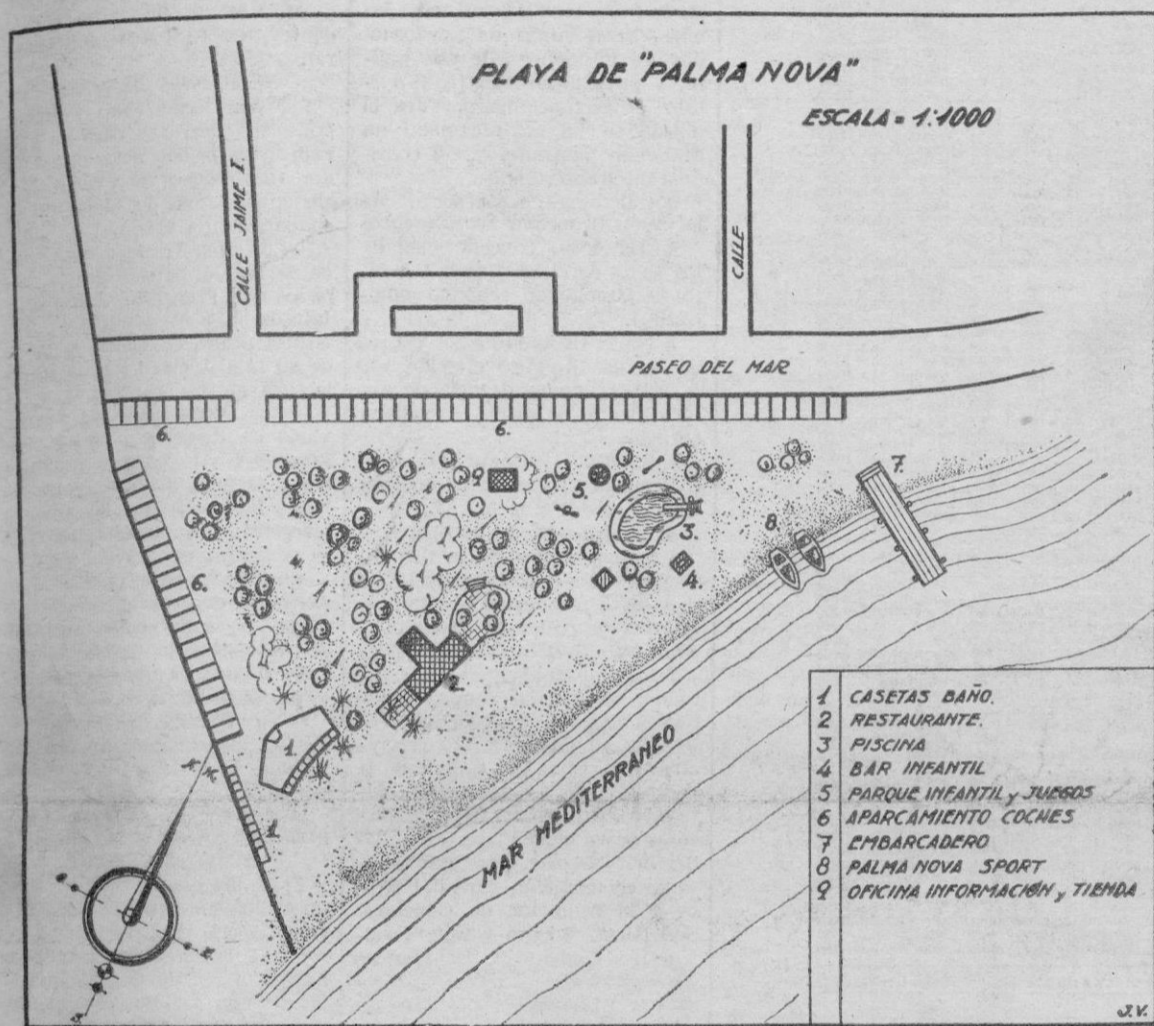 PLAYA DE "PALMA NOVA"
ESCALA = 1:1000
CALLE JAIME I.
CALLE
PASEO DEL MAR
6.
6.
6.
9
5.
3.
4.
8.
7.
2.
1
1
MAR MEDITERRANEO
1 CASETAS BAÑO.
2 RESTAURANTE.
3 PISCINA
4 BAR INFANTIL
5 PARQUE INFANTIL y JUEGOS
6 APARCAMIENTO COCHES
7 EMBARCADERO
8 PALMA NOVA SPORT
9 OFICINA INFORMACIÓN y TIENDA
J.V.